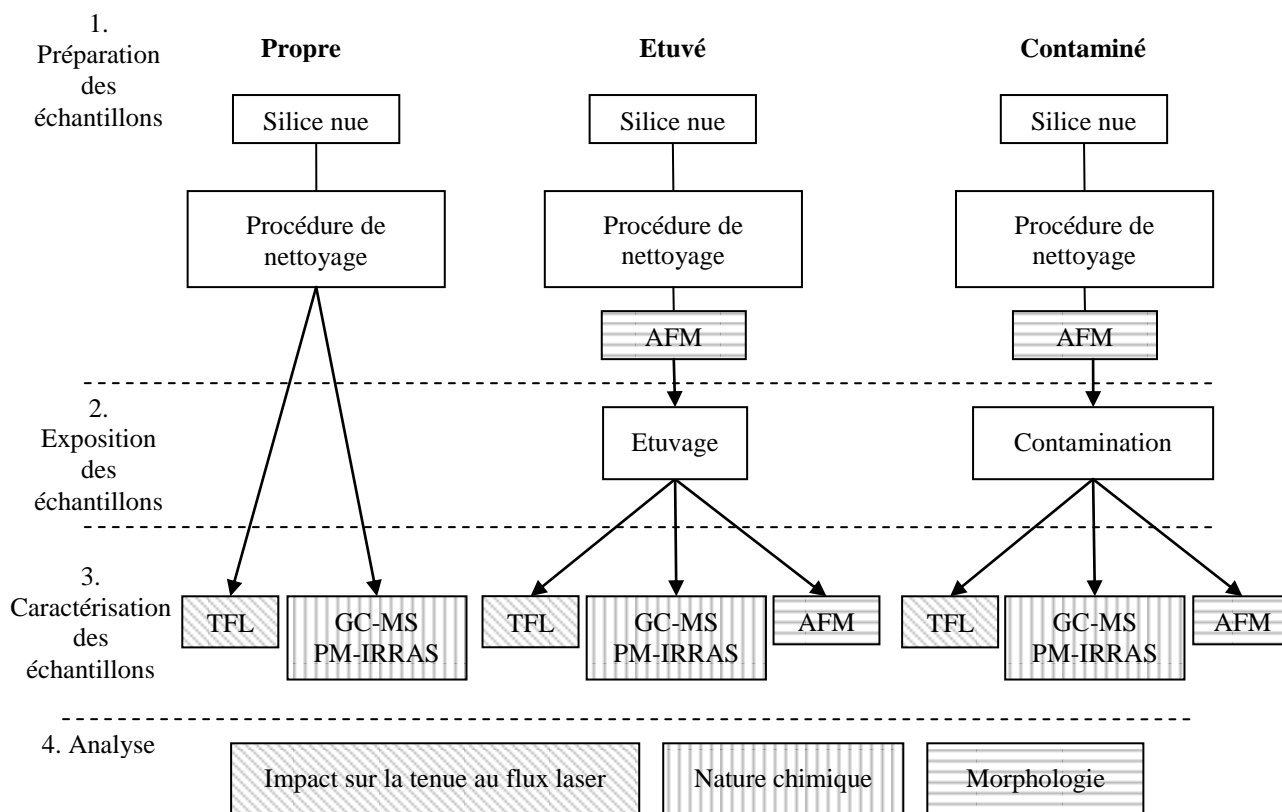 1.
Préparation
des
échantillons
Propre
Etuvé
Contaminé
Silice nue
Silice nue
Silice nue
Procédure de
nettoyage
Procédure de
nettoyage
Procédure de
nettoyage
AFM
AFM
2.
Exposition
des
échantillons
Etuvage
Contamination
3.
Caractérisation
des
échantillons
TFL
GC-MS
PM-IRRAS
TFL
GC-MS
PM-IRRAS
AFM
TFL
GC-MS
PM-IRRAS
AFM
4. Analyse
Impact sur la tenue au flux laser
Nature chimique
Morphologie